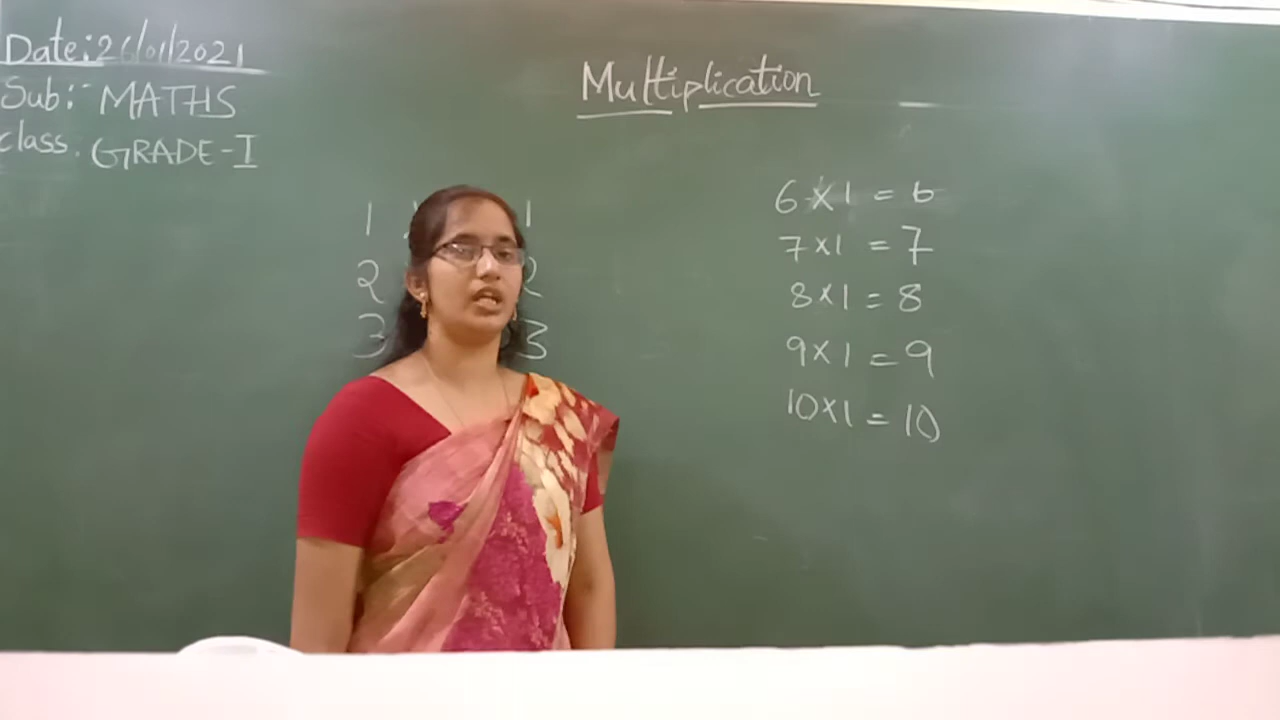 Date:26/01/2021
Sub:- MATHS
class. GRADE-I
Multiplication
1 1
2 2
3 3
6 x 1 = 6
7 x 1 = 7
8 x 1 = 8
9 x 1 = 9
10 x 1 = 10